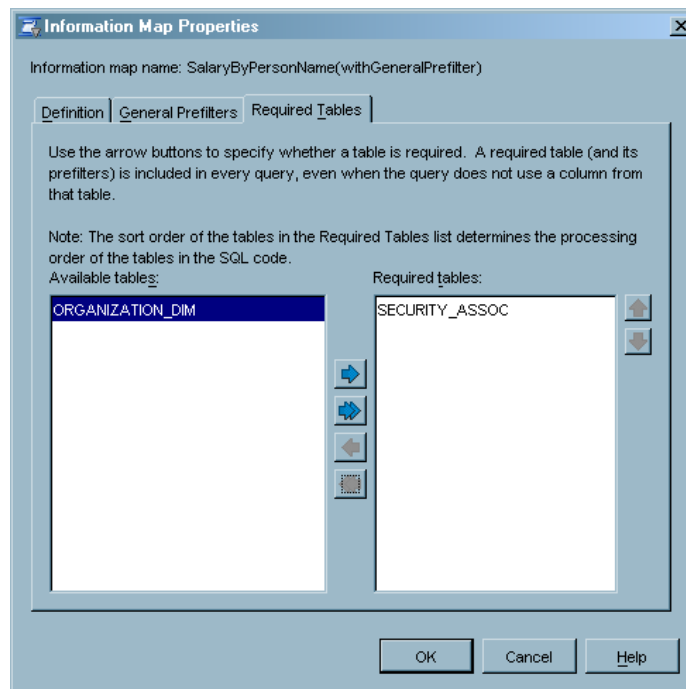 Information Map Properties
Information map name: SalaryByPersonName(withGeneralPrefilter)
Definition General Prefilters Required Tables
Use the arrow buttons to specify whether a table is required. A required table (and its
prefilters) is included in every query, even when the query does not use a column from
that table.
Note: The sort order of the tables in the Required Tables list determines the processing
order of the tables in the SQL code.
Available tables: Required tables:
ORGANIZATION_DIM SECURITY_ASSOC
OK Cancel Help